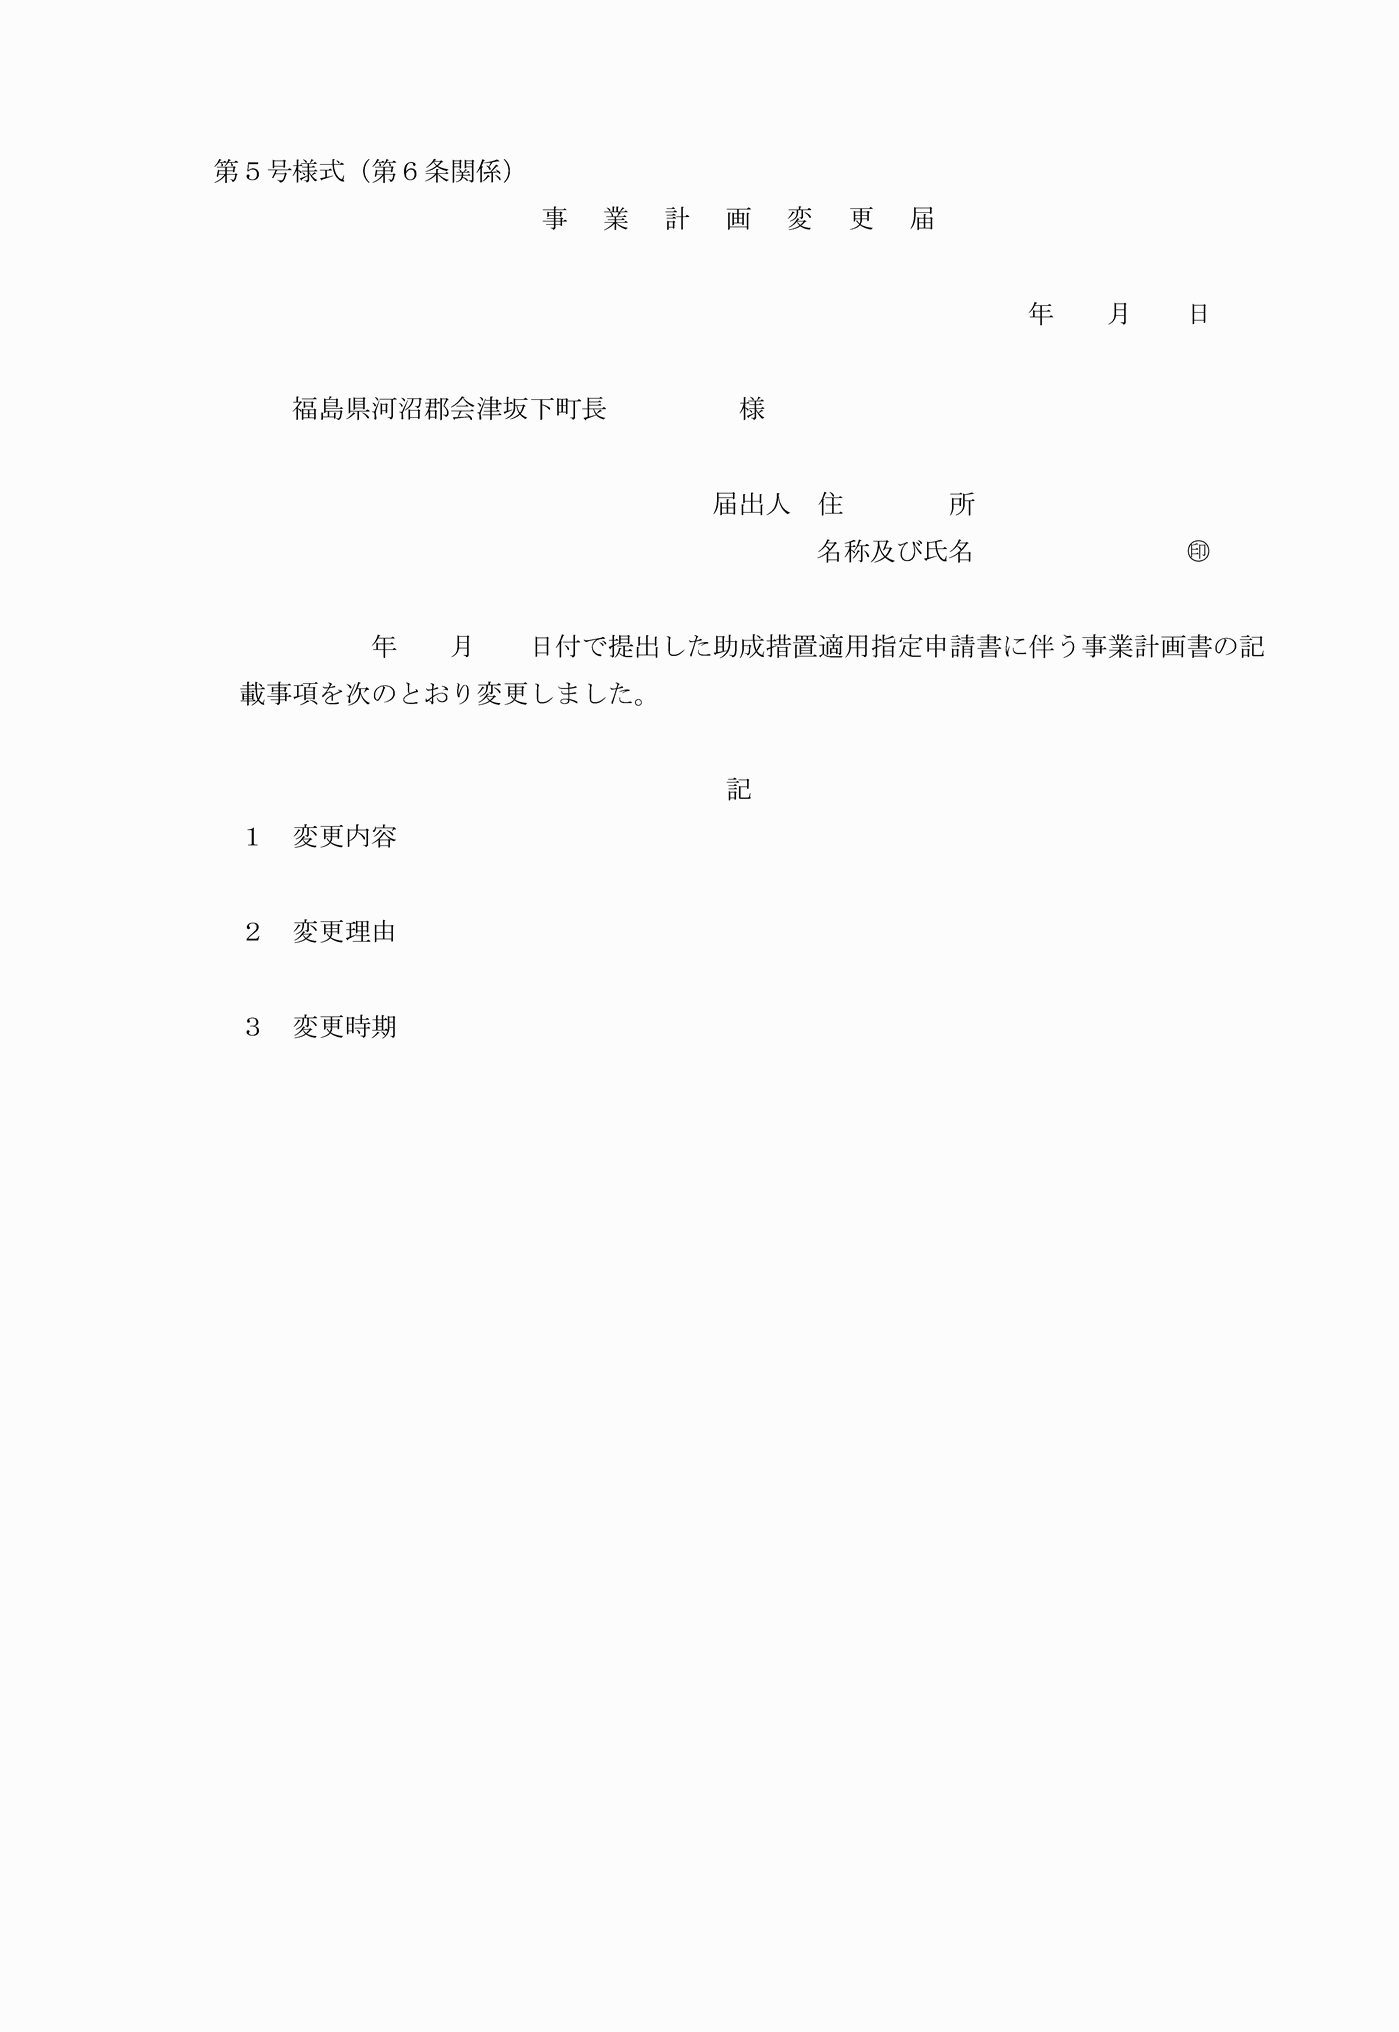 第５号様式（第６条関係）
事　業　計　画　変　更　届
年　　月　　日
福島県河沼郡会津坂下町長　　　　　様
届出人　住　　　　所
名称及び氏名　　　　　　　　㊞
年　　月　　日付で提出した助成措置適用指定申請書に伴う事業計画書の記
載事項を次のとおり変更しました。
記
１　変更内容
２　変更理由
３　変更時期